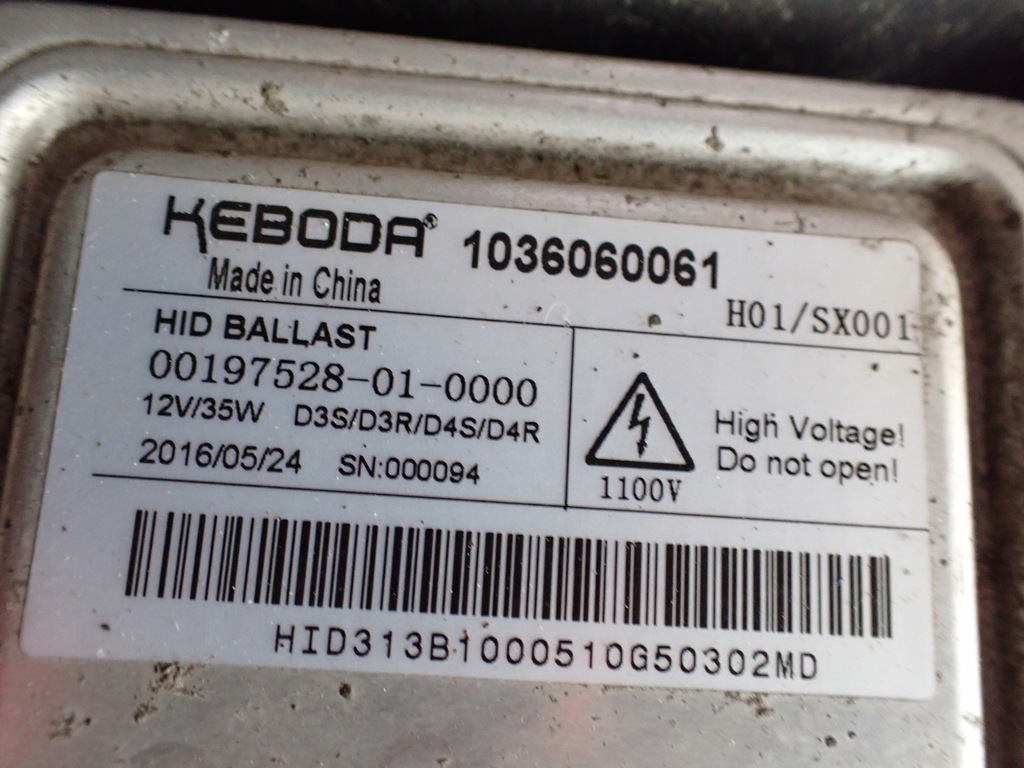 KEBODA® 1036060061
Made in China
H01/SX001
HID BALLAST
00197528-01-0000
12V/35W D3S/D3R/D4S/D4R
2016/05/24 SN:000094
1100V
High Voltage!
Do not open!
HID313B1000510G50302MD